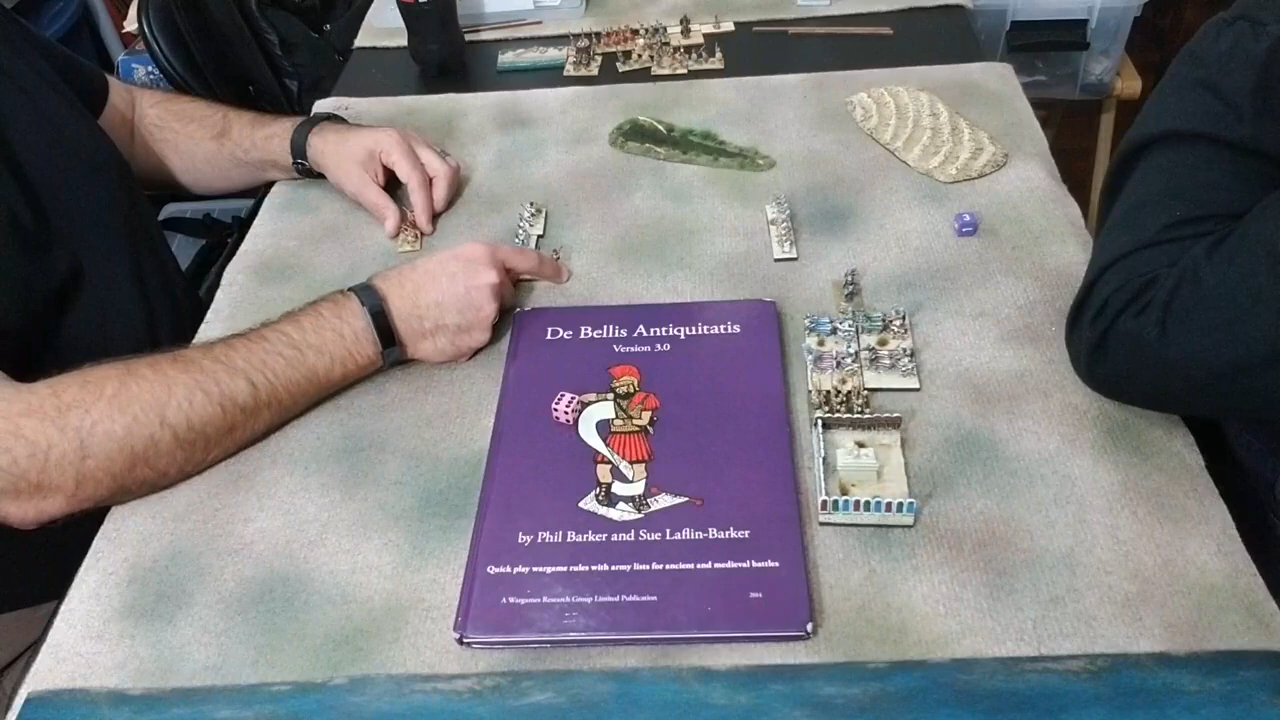 De Bellis Antiquitatis
Version 3.0
by Phil Barker and Sue Laflin-Barker
Quick play wargame rules with army lists for ancient and medieval battles
A Wargames Research Group Limited Publication
2014
3
1